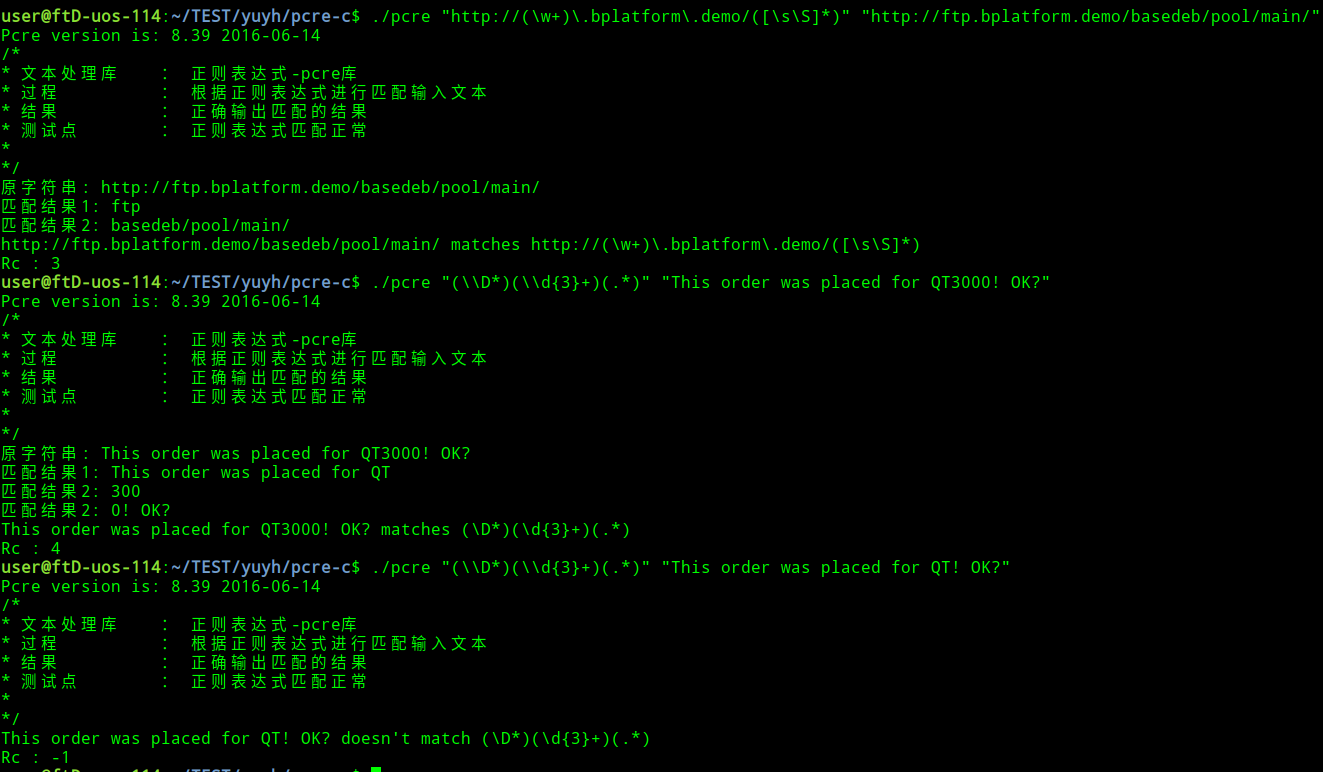 user@ftD-uos-114:~/TEST/yuyh/pcre-c$ ./pcre "http://(\w+)\.bplatform\.demo/([\s\S]*)" "http://ftp.bplatform.demo/basedeb/pool/main/"
Pcre version is: 8.39 2016-06-14
/*
* 文本处理库    :  正则表达式-pcre库
* 过程          :  根据正则表达式进行匹配输入文本
* 结果          :  正确输出匹配的结果
* 测试点        :  正则表达式匹配正常
*
*/
原字符串: http://ftp.bplatform.demo/basedeb/pool/main/
匹配结果1: ftp
匹配结果2: basedeb/pool/main/
http://ftp.bplatform.demo/basedeb/pool/main/ matches http://(\w+)\.bplatform\.demo/([\s\S]*)
Rc : 3
user@ftD-uos-114:~/TEST/yuyh/pcre-c$ ./pcre "(\\D*)(\\d{3}+)(.*)" "This order was placed for QT3000! OK?"
Pcre version is: 8.39 2016-06-14
/*
* 文本处理库    :  正则表达式-pcre库
* 过程          :  根据正则表达式进行匹配输入文本
* 结果          :  正确输出匹配的结果
* 测试点        :  正则表达式匹配正常
*
*/
原字符串: This order was placed for QT3000! OK?
匹配结果1: This order was placed for QT
匹配结果2: 300
匹配结果2: 0! OK?
This order was placed for QT3000! OK? matches (\D*)(\d{3}+)(.*)
Rc : 4
user@ftD-uos-114:~/TEST/yuyh/pcre-c$ ./pcre "(\\D*)(\\d{3}+)(.*)" "This order was placed for QT! OK?"
Pcre version is: 8.39 2016-06-14
/*
* 文本处理库    :  正则表达式-pcre库
* 过程          :  根据正则表达式进行匹配输入文本
* 结果          :  正确输出匹配的结果
* 测试点        :  正则表达式匹配正常
*
*/
This order was placed for QT! OK? doesn't match (\D*)(\d{3}+)(.*)
Rc : -1
user@ftD-uos-114:~/TEST/yuyh/pcre-c$